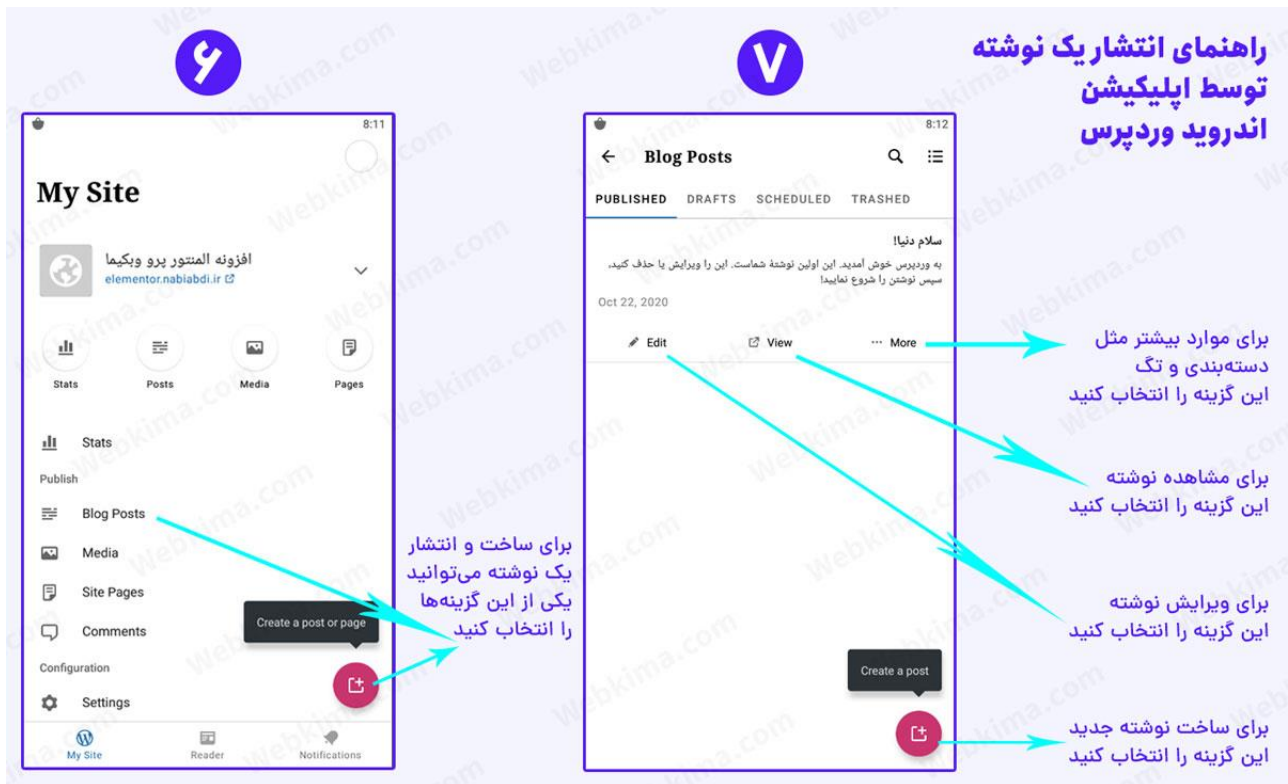 راهنمای انتشار یک نوشته
توسط اپلیکیشن
اندروید وردپرس
۶
8:11
My Site
افزونه المنتور پرو وبکیما
elementor.nabiabdi.ir
Stats
Posts
Media
Pages
Stats
Publish
Blog Posts
Media
Site Pages
Comments
Create a post or page
Configuration
Settings
My Site
Reader
Notifications
برای ساخت و انتشار
یک نوشته می‌توانید
یکی از این گزینه‌ها
را انتخاب کنید
۷
8:12
Blog Posts
PUBLISHED DRAFTS SCHEDULED TRASHED
سلام دنیا!
به وردپرس خوش آمدید. این اولین نوشتهٔ شماست. این را ویرایش یا حذف کنید،
سپس نوشتن را شروع نمایید!
Oct 22, 2020
Edit
View
More
Create a post
برای موارد بیشتر مثل
دسته‌بندی و تگ
این گزینه را انتخاب کنید
برای مشاهده نوشته
این گزینه را انتخاب کنید
برای ویرایش نوشته
این گزینه را انتخاب کنید
برای ساخت نوشته جدید
این گزینه را انتخاب کنید
Webkima.com